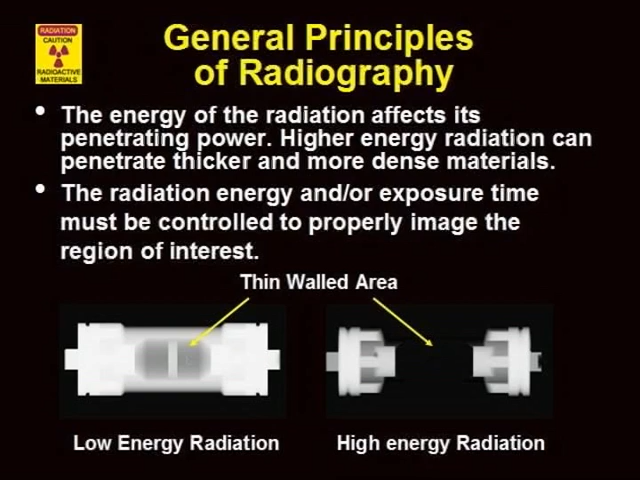 RADIATION
CAUTION
RADIOACTIVE
MATERIALS
General Principles
of Radiography
• The energy of the radiation affects its
penetrating power. Higher energy radiation can
penetrate thicker and more dense materials.
• The radiation energy and/or exposure time
must be controlled to properly image the
region of interest.
Thin Walled Area
Low Energy Radiation
High energy Radiation